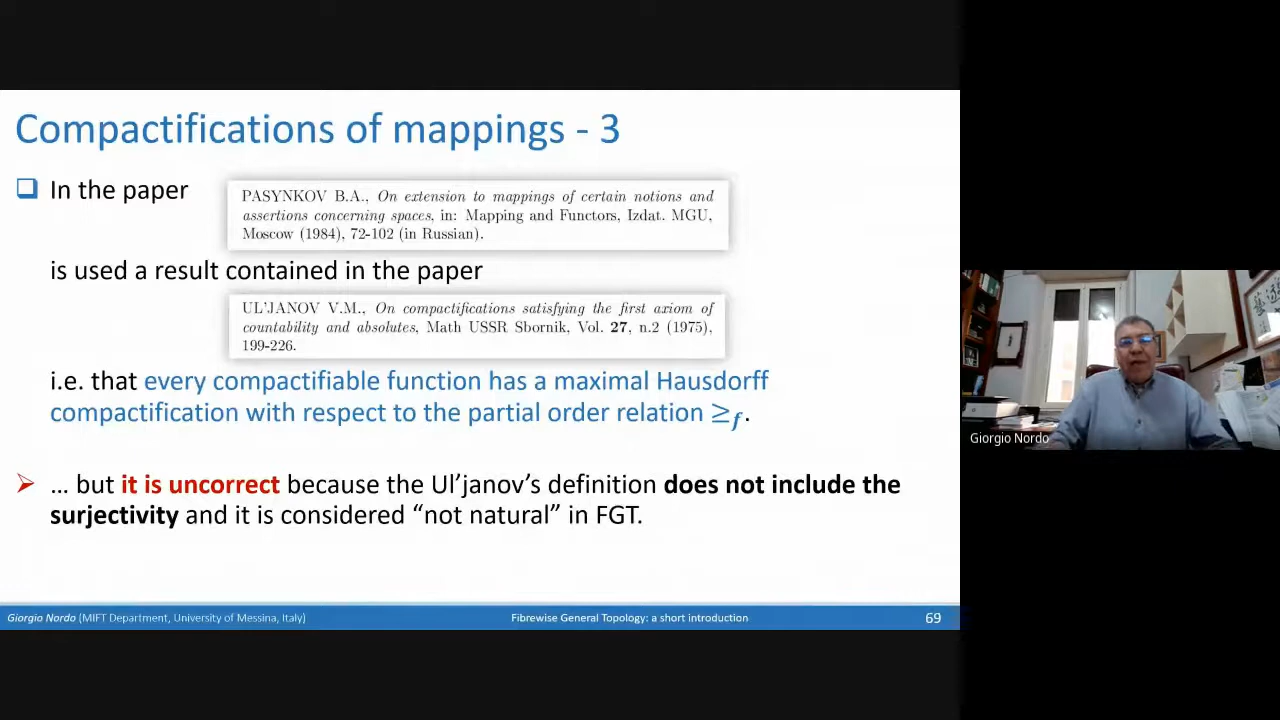 Compactifications of mappings - 3
In the paper
PASYNKOV B.A., On extension to mappings of certain notions and
assertions concerning spaces, in: Mapping and Functors, Izdat. MGU,
Moscow (1984), 72-102 (in Russian).
is used a result contained in the paper
UL'JANOV V.M., On compactifications satisfying the first axiom of
countability and absolutes, Math USSR Sbornik, Vol. 27, n.2 (1975),
199-226.
i.e. that every compactifiable function has a maximal Hausdorff
compactification with respect to the partial order relation ≥f.
… but it is uncorrect because the Ul’janov’s definition does not include the
surjectivity and it is considered “not natural” in FGT.
Giorgio Nordo (MIFT Department, University of Messina, Italy)
Fibrewise General Topology: a short introduction
69
Giorgio Nordo